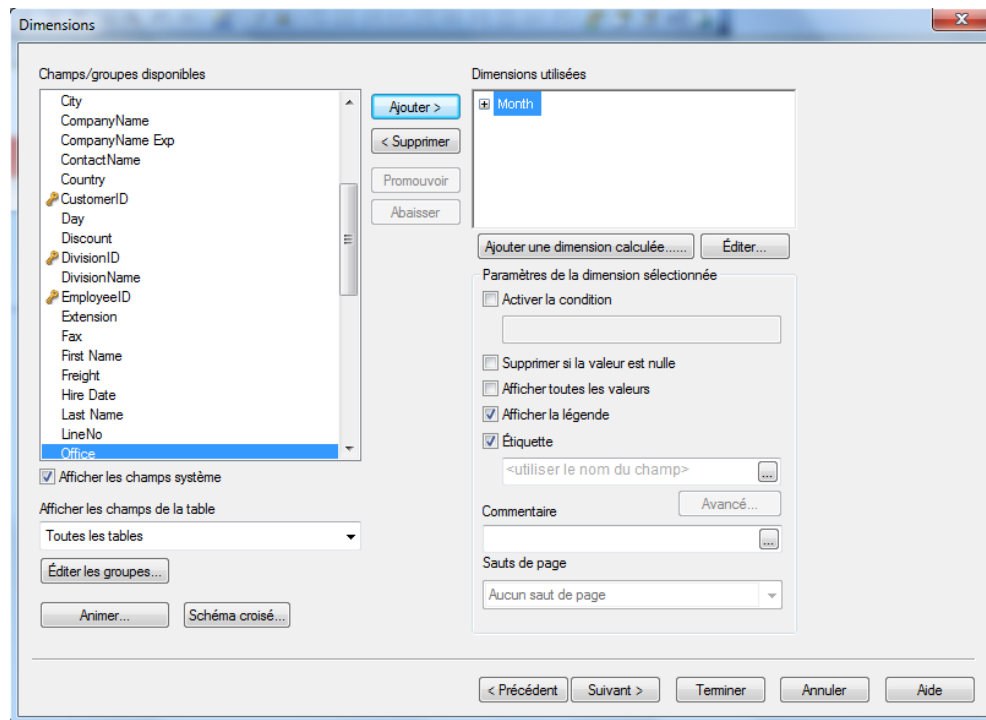 Dimensions
Champs/groupes disponibles
City
CompanyName
CompanyName Exp
ContactName
Country
CustomerID
Day
Discount
DivisionID
DivisionName
EmployeeID
Extension
Fax
First Name
Freight
Hire Date
Last Name
LineNo
Office
Afficher les champs système
Afficher les champs de la table
Toutes les tables
Éditer les groupes...
Animer...
Schéma croisé...
Ajouter >
< Supprimer
Promouvoir
Abaisser
Dimensions utilisées
Month
Ajouter une dimension calculée......
Éditer...
Paramètres de la dimension sélectionnée
Activer la condition
Supprimer si la valeur est nulle
Afficher toutes les valeurs
Afficher la légende
Étiquette
<utiliser le nom du champ>
...
Avancé...
Commentaire
...
Sauts de page
Aucun saut de page
< Précédent
Suivant >
Terminer
Annuler
Aide